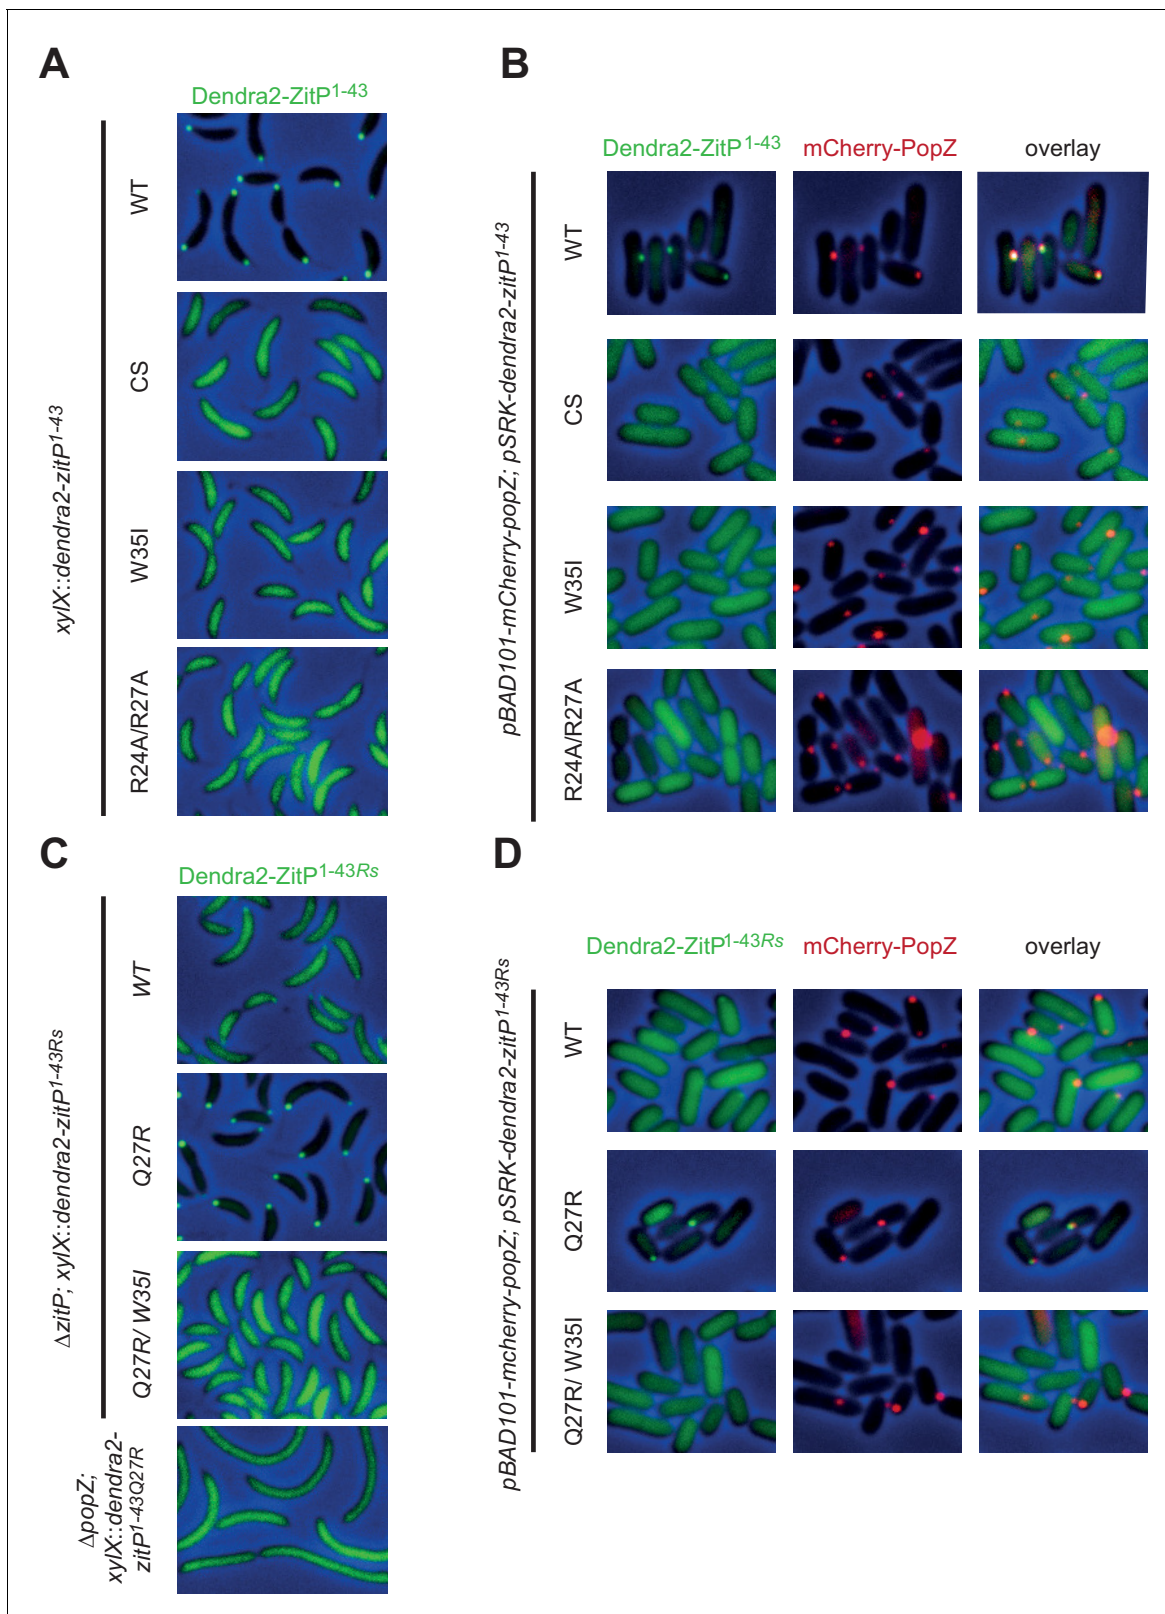 A
Dendra2-ZitP1-43
xylX::dendra2-zitP1-43
WT
CS
W35I
R24A/R27A
B
Dendra2-ZitP1-43 mCherry-PopZ overlay
pBAD101-mCherry-popZ; pSRK-dendra2-zitP1-43
WT
CS
W35I
R24A/R27A
C
Dendra2-ZitP1-43Rs
ΔzitP; xylX::dendra2-zitP1-43Rs
WT
Q27R
Q27R/ W35I
ΔpopZ;
xylX::dendra2-
zitP1-43Q27R
D
Dendra2-ZitP1-43Rs mCherry-PopZ overlay
pBAD101-mcherry-popZ; pSRK-dendra2-zitP1-43Rs
WT
Q27R
Q27R/ W35I